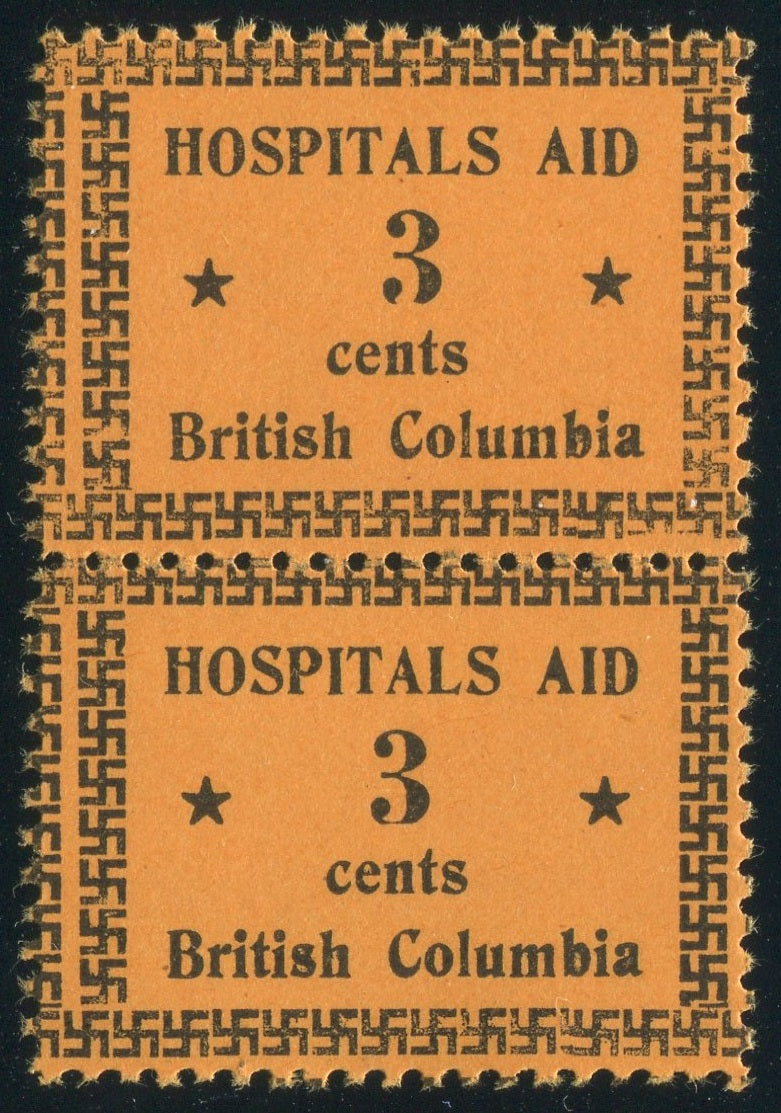 HOSPITALS AID
3
cents
British Columbia
HOSPITALS AID
3
cents
British Columbia